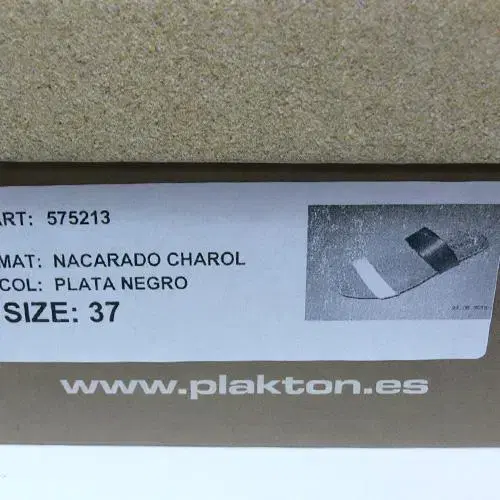 ART: 575213
MAT: NACARADO CHAROL
COL: PLATA NEGRO
SIZE: 37
www.plakton.es